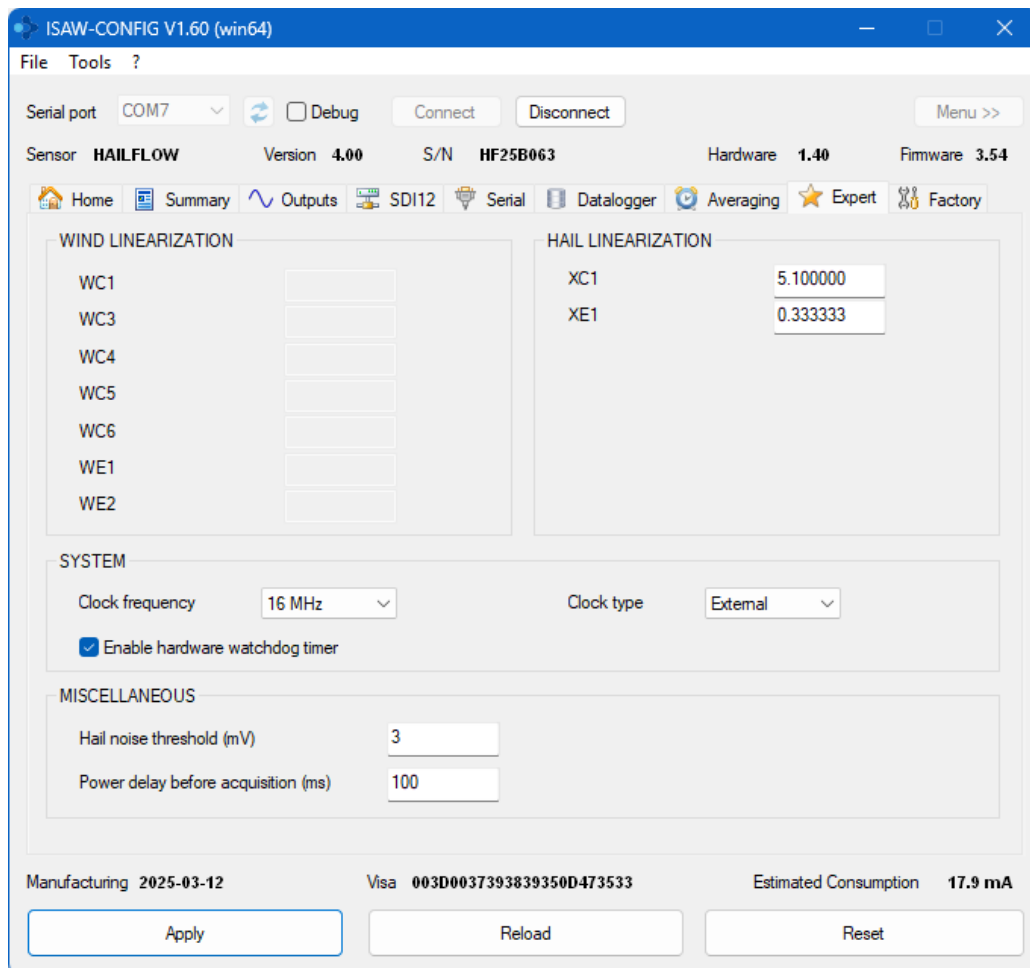 ISAW-CONFIG V1.60 (win64)
File Tools ?
Serial port COM7 Debug Connect Disconnect Menu >>
Sensor HAILFLOW Version 4.00 S/N HF25B063 Hardware 1.40 Firmware 3.54
Home Summary Outputs SDI12 Serial Datalogger Averaging Expert Factory
WIND LINEARIZATION
WC1
WC3
WC4
WC5
WC6
WE1
WE2
HAIL LINEARIZATION
XC1 5.100000
XE1 0.333333
SYSTEM
Clock frequency 16 MHz Clock type External
Enable hardware watchdog timer
MISCELLANEOUS
Hail noise threshold (mV) 3
Power delay before acquisition (ms) 100
Manufacturing 2025-03-12 Visa 003D0037393839350D473533 Estimated Consumption 17.9 mA
Apply Reload Reset